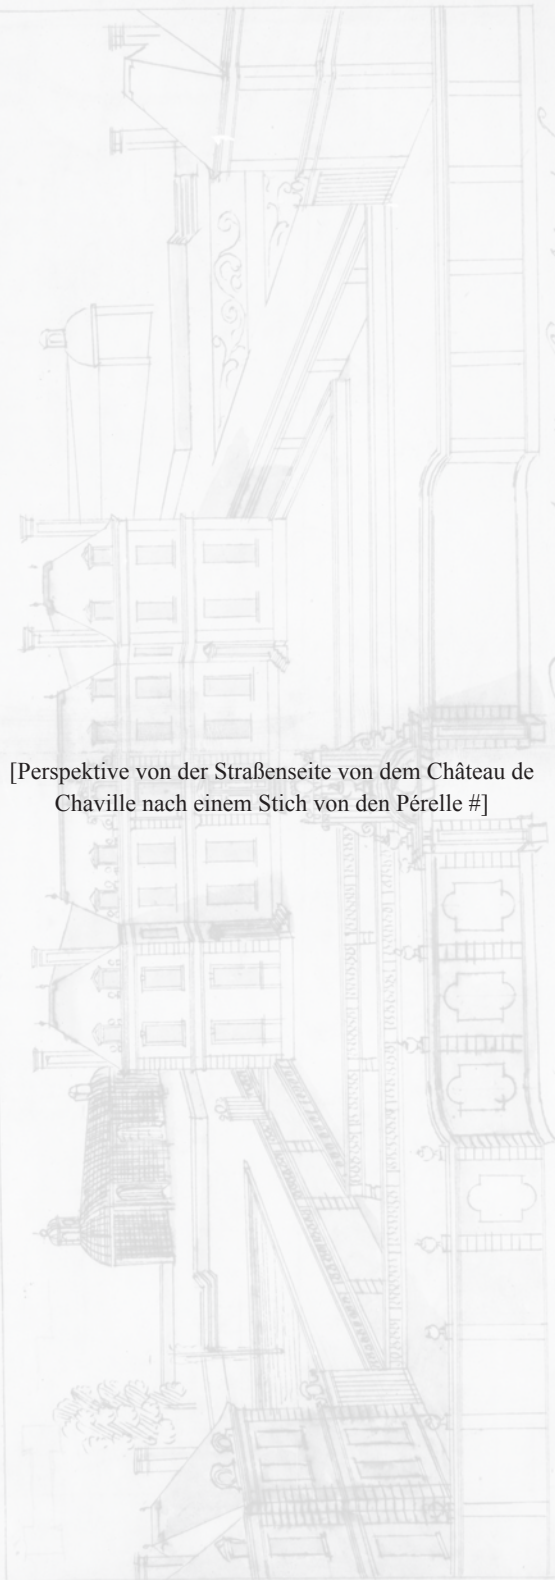 [Perspektive von der Straßenseite von dem Château de
Chaville nach einem Stich von den Pérelle #]